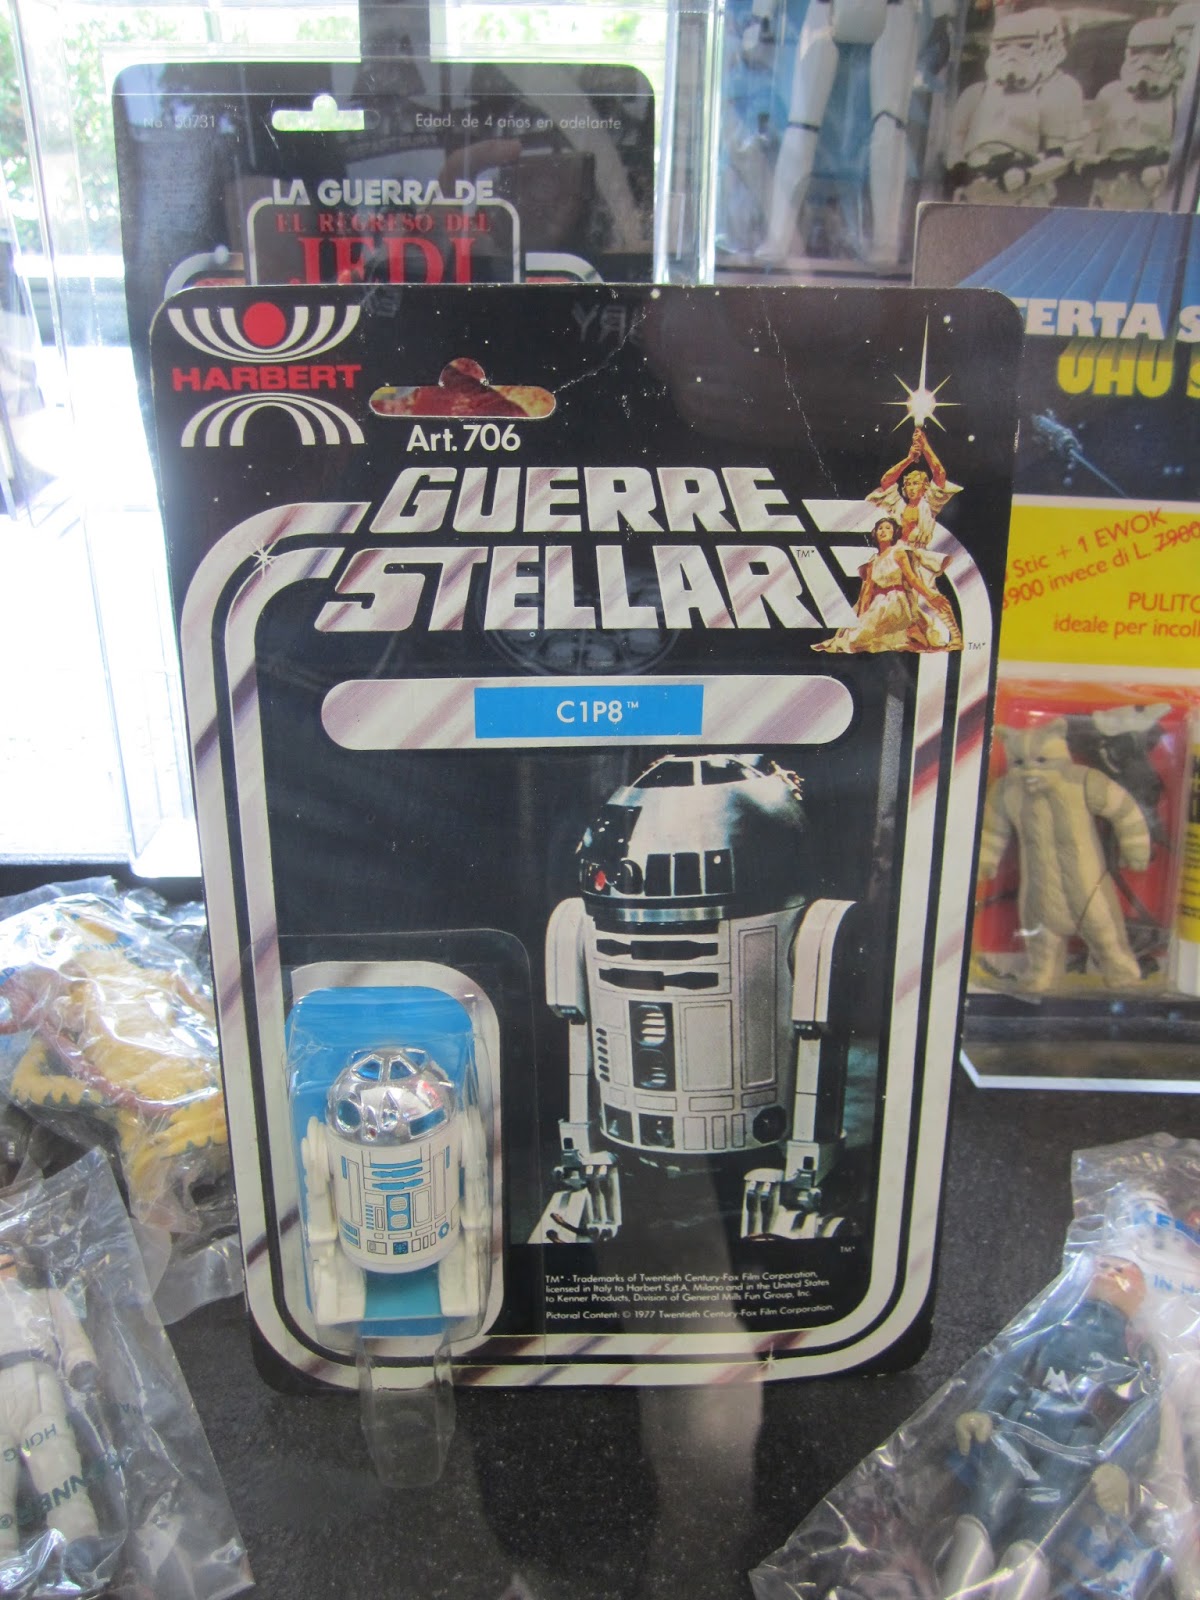 No. 50731
Edad: de 4 años en adelante
LA GUERRA DE
EL REGRESO DEL
JEDI
HARBERT
Art. 706
GUERRE
STELLARI
TM*
TM*
C1P8™
TM*
TM* - Trademarks of Twentieth Century-Fox Film Corporation,
licensed in Italy to Harbert S.p.A. Milano and in the United States
to Kenner Products, Division of General Mills Fun Group, Inc.
Pictorial Content: © 1977 Twentieth Century-Fox Film Corporation.
ERTA S
UHU S
Stic + 1 EWOK
900 invece di L. 7900
PULITO
ideale per incoll
HONG